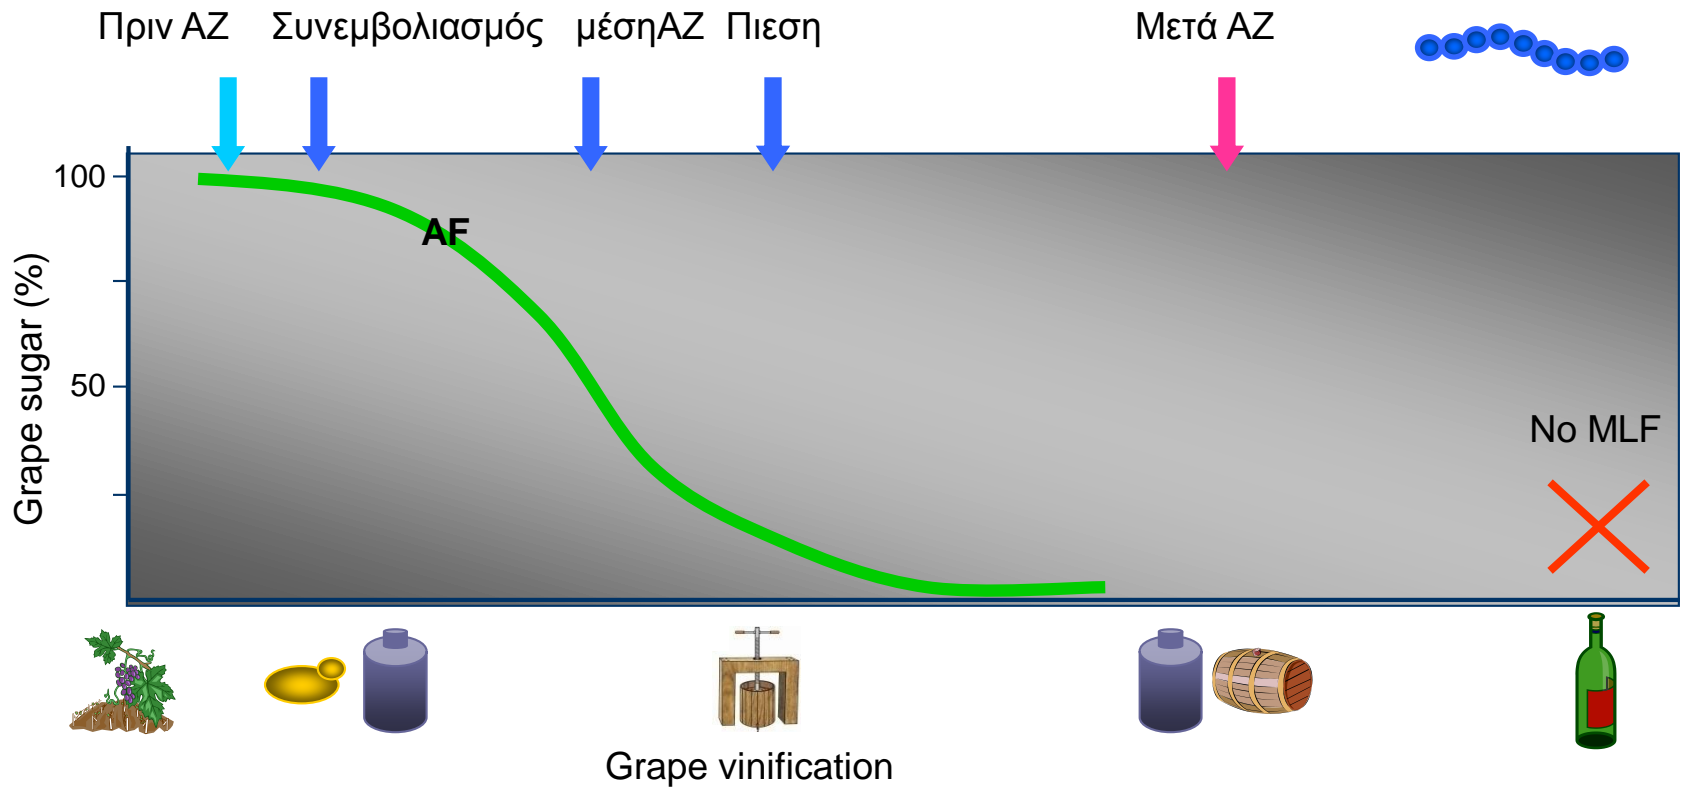 Πριν ΑΖ
Συνεμβολιασμός
μέσηΑΖ
Πιεση
Μετά ΑΖ
100
AF
Grape sugar (%)
50
No MLF
Grape vinification